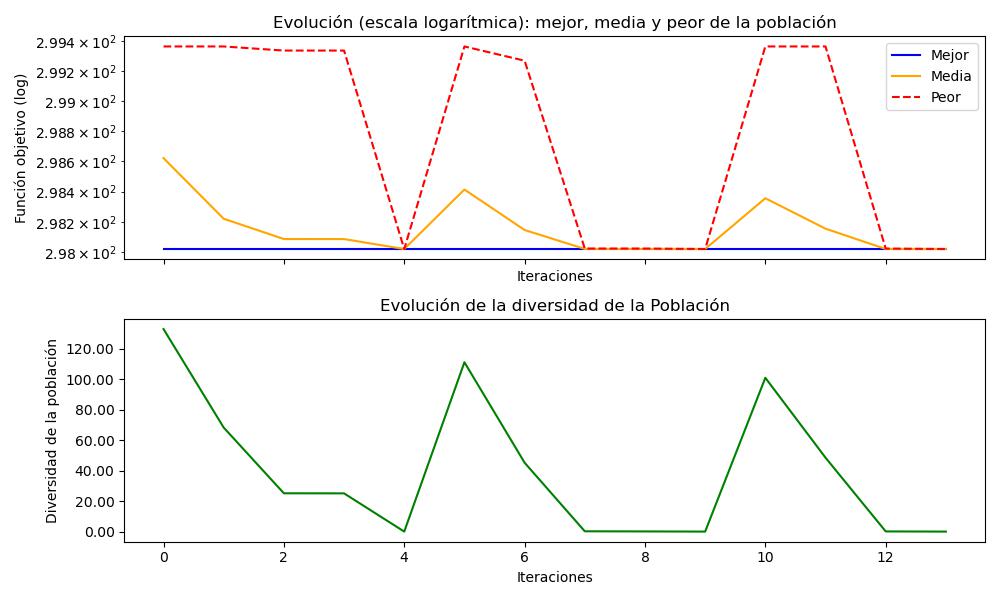 Evolución (escala logarítmica): mejor, media y peor de la población
Función objetivo (log)
2.994 × 10²
2.992 × 10²
2.99 × 10²
2.988 × 10²
2.986 × 10²
2.984 × 10²
2.982 × 10²
2.98 × 10²
Mejor
Media
Peor
Iteraciones
Evolución de la diversidad de la Población
Diversidad de la población
120.00
100.00
80.00
60.00
40.00
20.00
0.00
0 2 4 6 8 10 12
Iteraciones